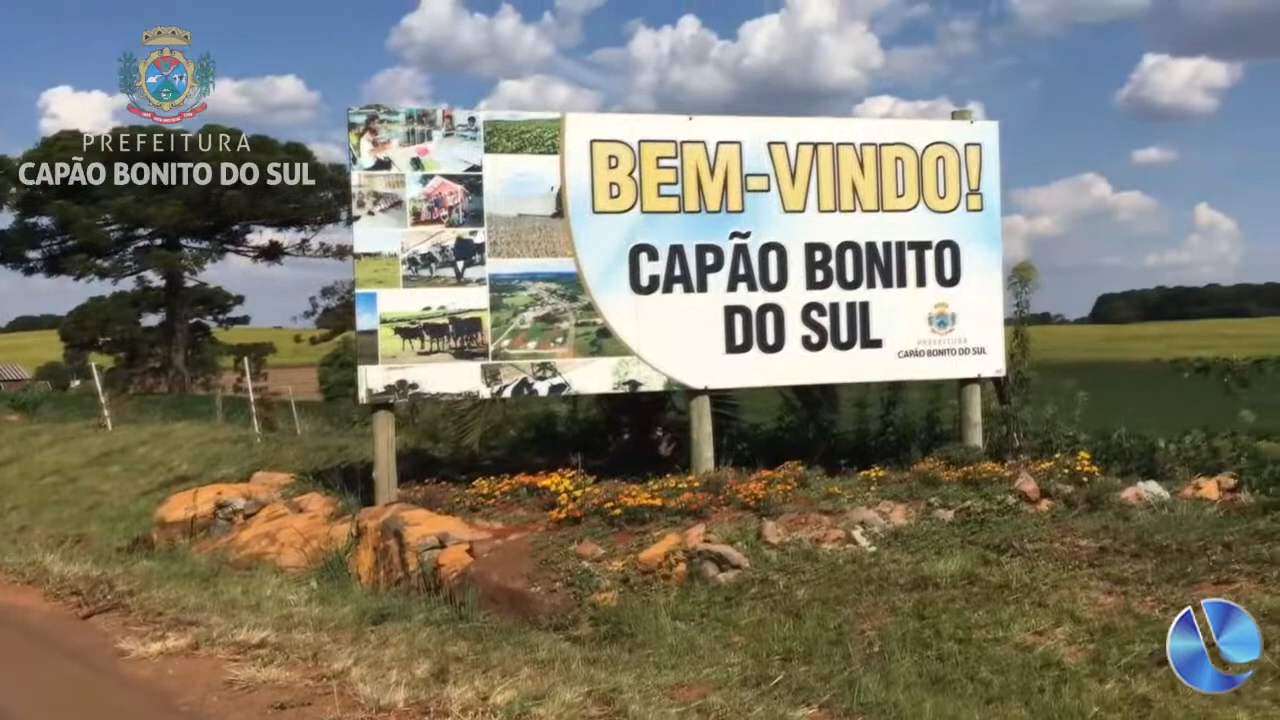 PREFEITURA
CAPÃO BONITO DO SUL
BEM-VINDO!
CAPÃO BONITO
DO SUL
PREFEITURA
CAPÃO BONITO DO SUL